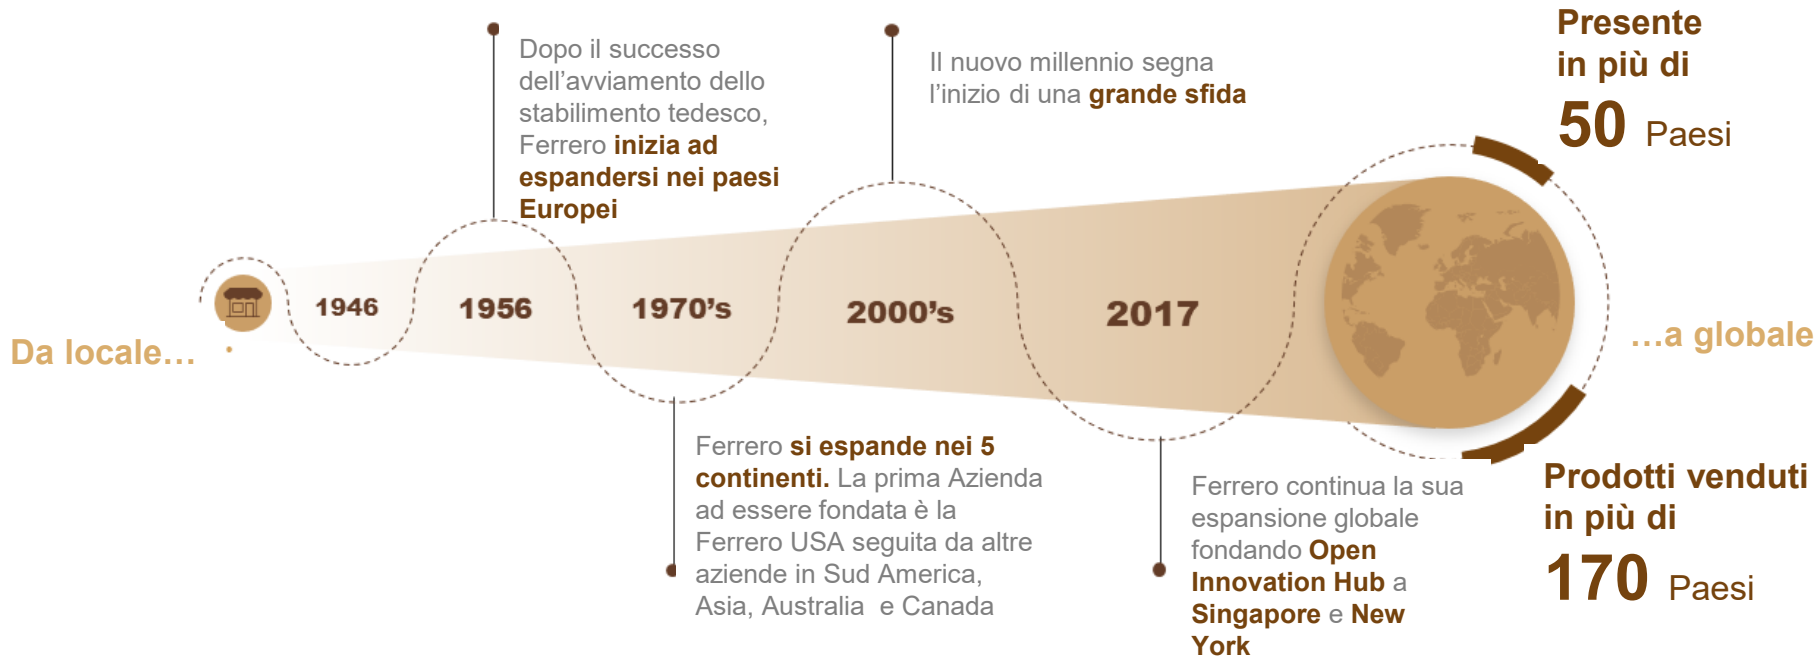 Da locale…
1946
1956
Dopo il successo
dell’avviamento dello
stabilimento tedesco,
Ferrero inizia ad
espandersi nei paesi
Europei
1970’s
Ferrero si espande nei 5
continenti. La prima Azienda
ad essere fondata è la
Ferrero USA seguita da altre
aziende in Sud America,
Asia, Australia  e Canada
2000’s
Il nuovo millennio segna
l’inizio di una grande sfida
2017
Ferrero continua la sua
espansione globale
fondando Open
Innovation Hub a
Singapore e New
York
…a globale
Presente
in più di
50 Paesi
Prodotti venduti
in più di
170 Paesi